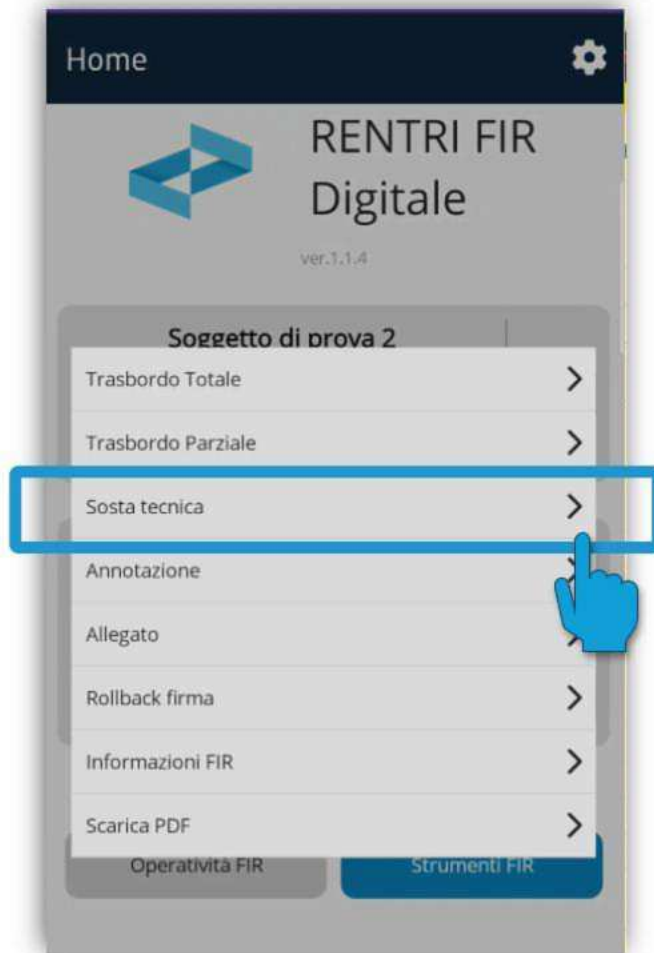 Home
RENTRI FIR
Digitale
ver.1.1.4
Soggetto di prova 2
Trasbordo Totale
Trasbordo Parziale
Sosta tecnica
Annotazione
Allegato
Rollback firma
Informazioni FIR
Scarica PDF
Operatività FIR
Strumenti FIR